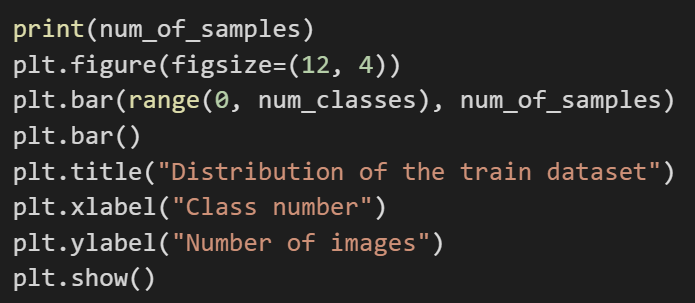 print(num_of_samples)
plt.figure(figsize=(12, 4))
plt.bar(range(0, num_classes), num_of_samples)
plt.bar()
plt.title("Distribution of the train dataset")
plt.xlabel("Class number")
plt.ylabel("Number of images")
plt.show()